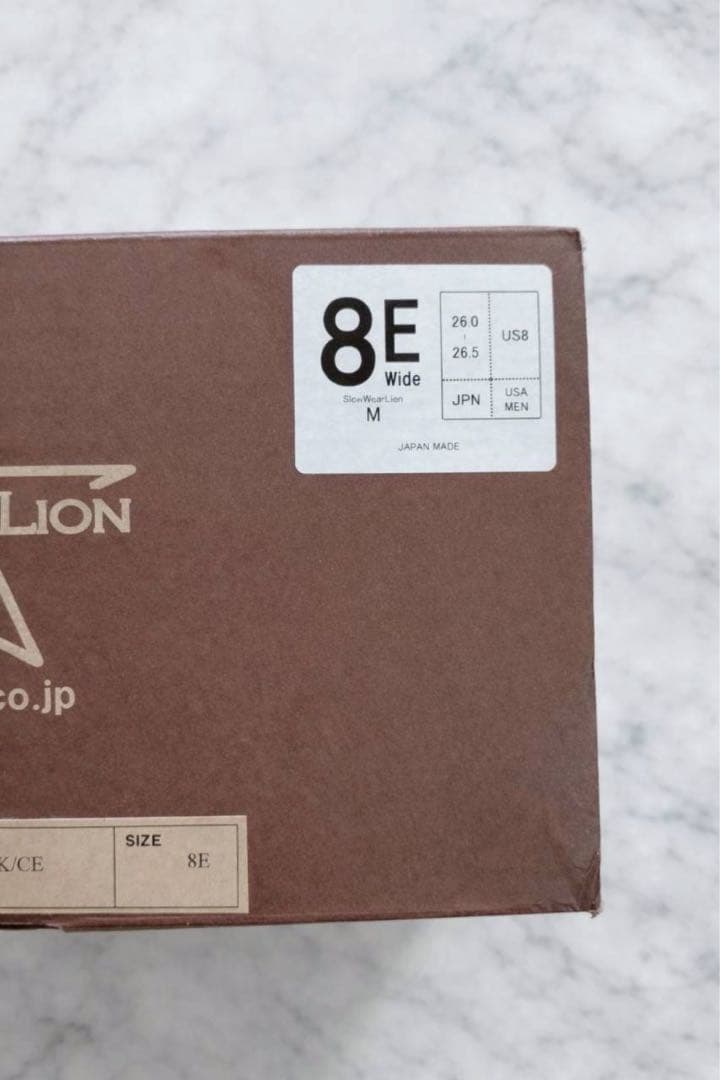 8E
Wide
SlowWearLion
M
26.0
~
26.5
US8
JPN
USA
MEN
JAPAN MADE
LION
co.jp
K/CE
SIZE
8E